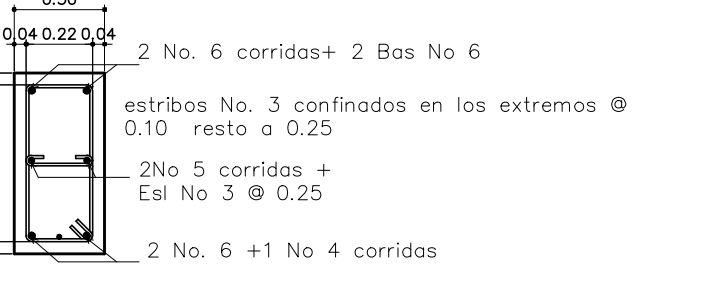 0.04 0.22 0.04
2 No. 6 corridas+ 2 Bas No 6
estribos No. 3 confinados en los extremos @
0.10 resto a 0.25
2No 5 corridas +
Esl No 3 @ 0.25
2 No. 6 +1 No 4 corridas